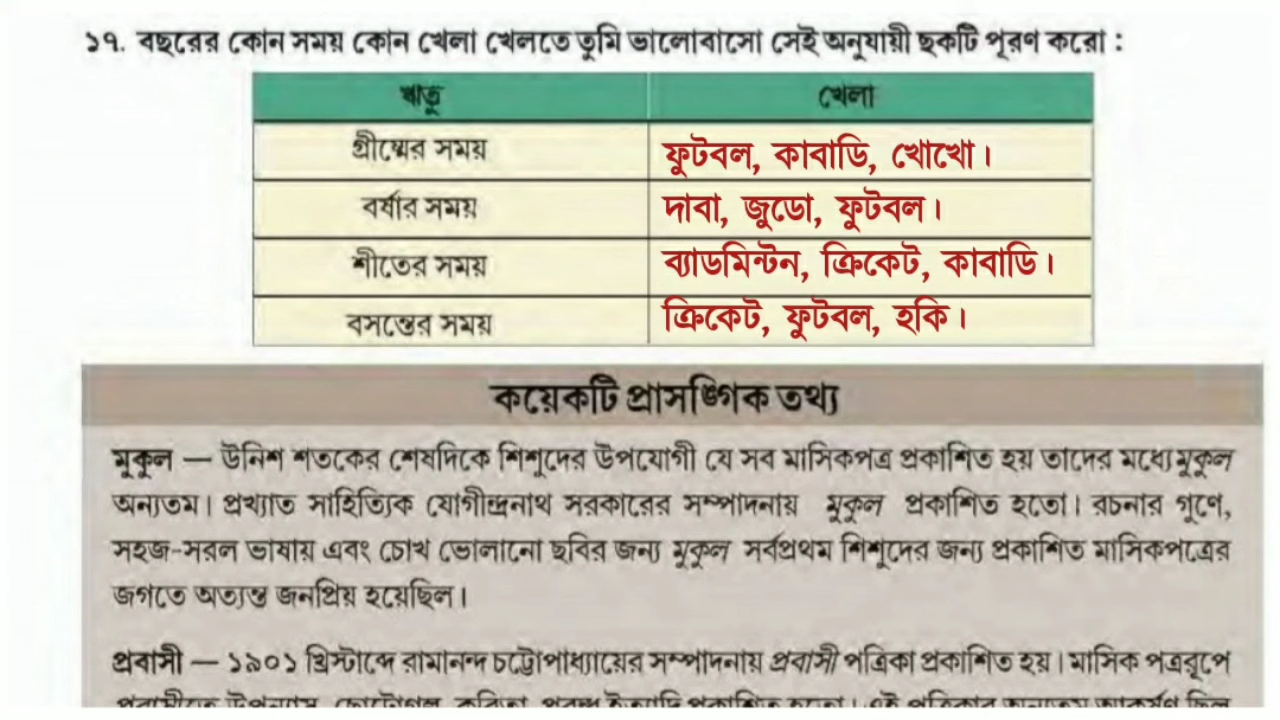 ১৭. বছরের কোন সময় কোন খেলা খেলতে তুমি ভালোবাসো সেই অনুযায়ী ছকটি পূরণ করো :
ঋতু খেলা
গ্রীষ্মের সময় ফুটবল, কাবাডি, খোখো।
বর্ষার সময় দাবা, জুডো, ফুটবল।
শীতের সময় ব্যাডমিন্টন, ক্রিকেট, কাবাডি।
বসন্তের সময় ক্রিকেট, ফুটবল, হকি।
কয়েকটি প্রাসঙ্গিক তথ্য
মুকুল — উনিশ শতকের শেষদিকে শিশুদের উপযোগী যে সব মাসিকপত্র প্রকাশিত হয় তাদের মধ্যে মুকুল
অন্যতম। প্রখ্যাত সাহিত্যিক যোগীন্দ্রনাথ সরকারের সম্পাদনায় মুকুল প্রকাশিত হতো। রচনার গুণে,
সহজ-সরল ভাষায় এবং চোখ ভোলানো ছবির জন্য মুকুল সর্বপ্রথম শিশুদের জন্য প্রকাশিত মাসিকপত্রের
জগতে অত্যন্ত জনপ্রিয় হয়েছিল।
প্রবাসী — ১৯০১ খ্রিস্টাব্দে রামানন্দ চট্টোপাধ্যায়ের সম্পাদনায় প্রবাসী পত্রিকা প্রকাশিত হয়। মাসিক পত্ররূপে